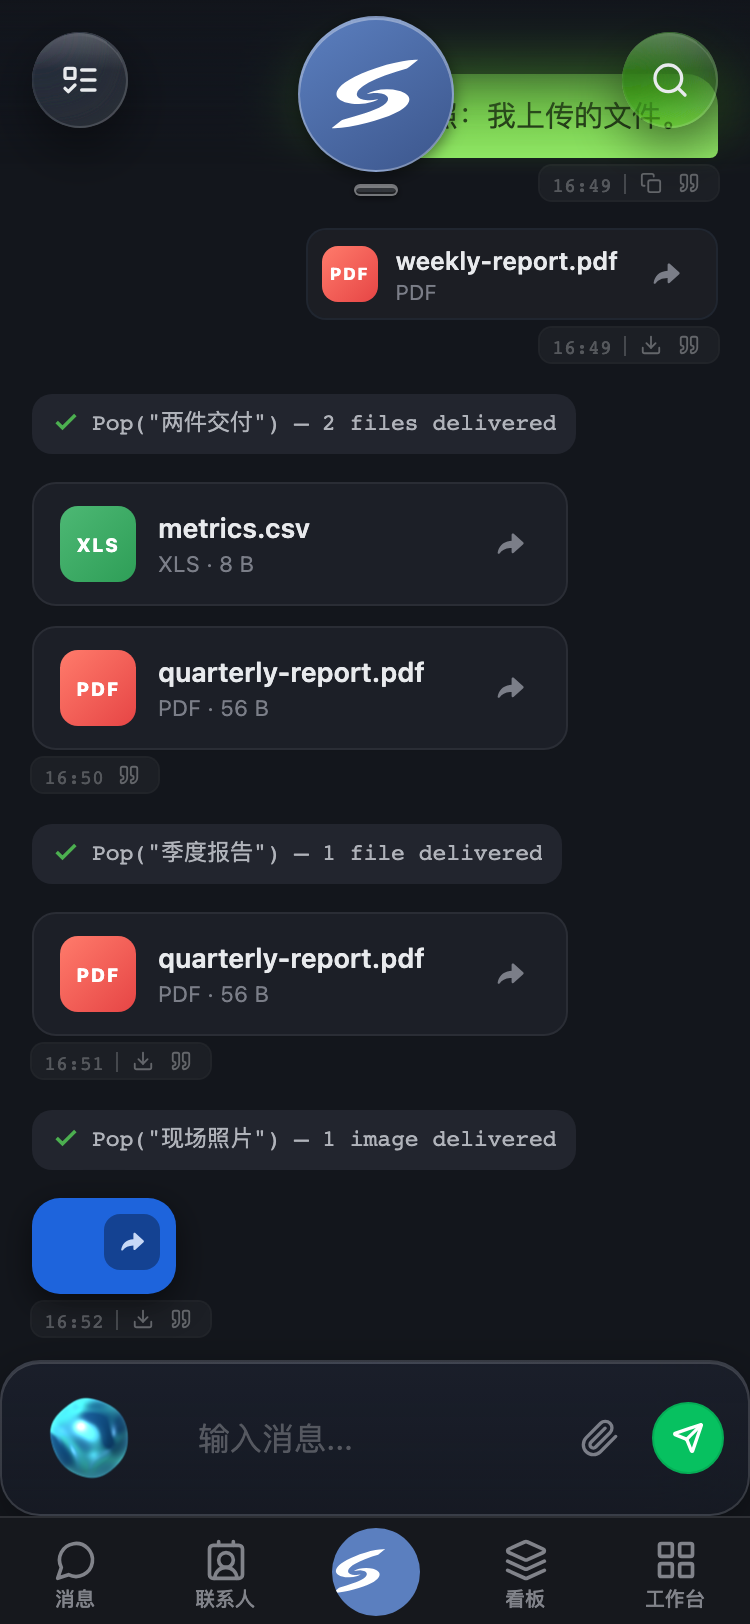 照：我上传的文件。
16:49
PDF
weekly-report.pdf
PDF
16:49
Pop("两件交付") — 2 files delivered
XLS
metrics.csv
XLS · 8 B
PDF
quarterly-report.pdf
PDF · 56 B
16:50
Pop("季度报告") — 1 file delivered
PDF
quarterly-report.pdf
PDF · 56 B
16:51
Pop("现场照片") — 1 image delivered
16:52
输入消息...
消息
联系人
看板
工作台